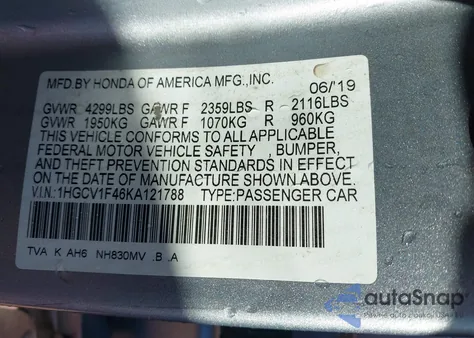 MFD.BY HONDA OF AMERICA MFG.,INC. 06/'19
GVWR 4299LBS GAWR F 2359LBS R 2116LBS
GVWR 1950KG GAWR F 1070KG R 960KG
THIS VEHICLE CONFORMS TO ALL APPLICABLE
FEDERAL MOTOR VEHICLE SAFETY , BUMPER,
AND THEFT PREVENTION STANDARDS IN EFFECT
ON THE DATE OF MANUFACTURE SHOWN ABOVE.
V.I.N.:1HGCV1F46KA121788 TYPE:PASSENGER CAR
TVA K AH6 NH830MV .B .A
autoSnap